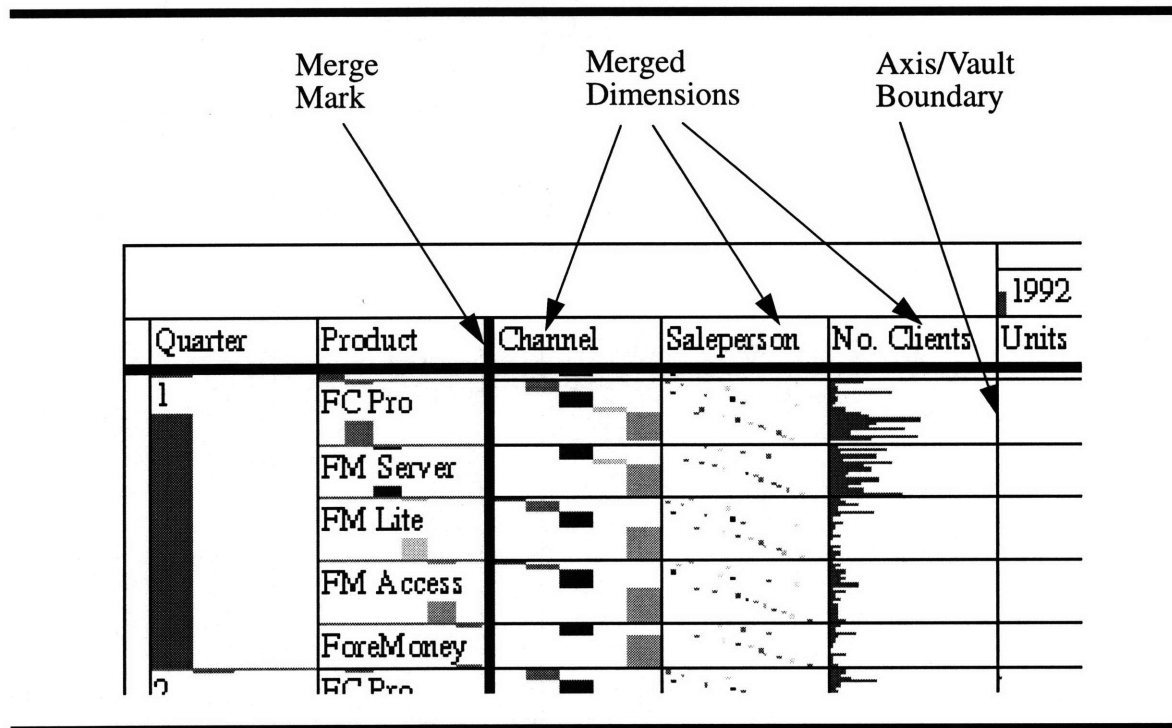 Merge
Mark
Merged
Dimensions
Axis/Vault
Boundary
1992
Quarter
Product
Channel
Saleperson
No. Clients
Units
1
FC Pro
FM Server
FM Lite
FM Access
ForeMoney
2
FC Pro